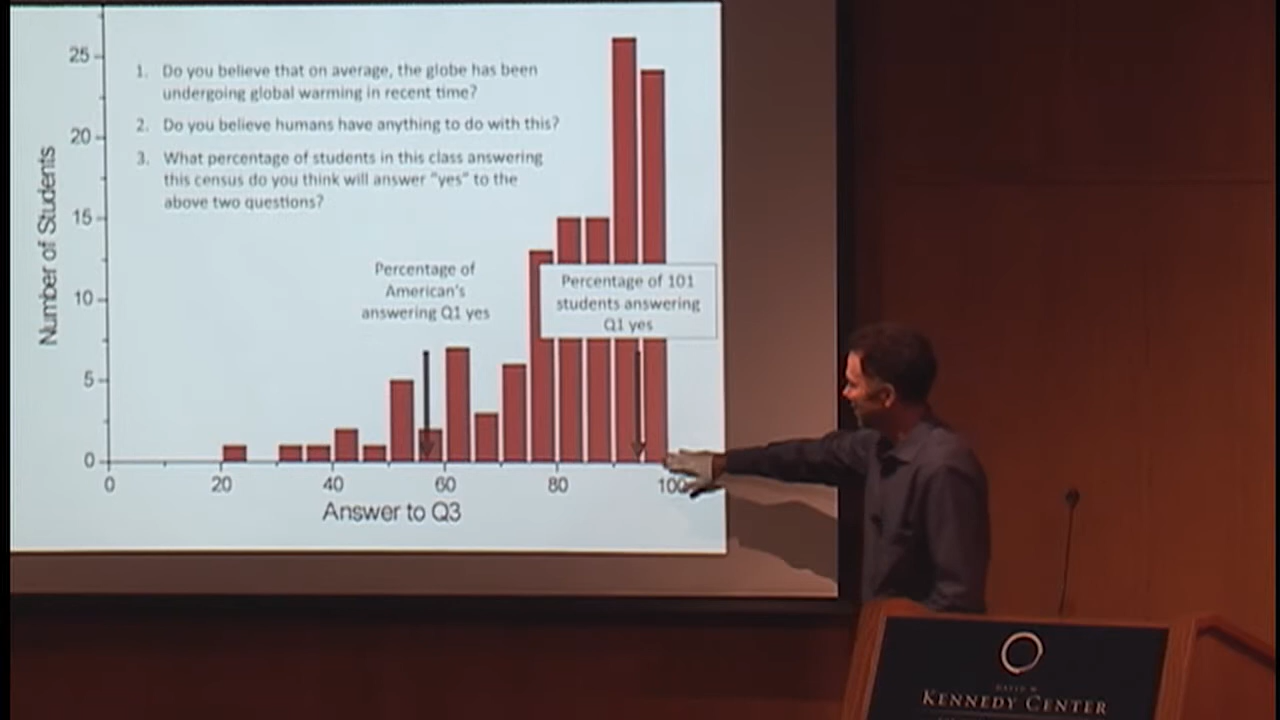 25
20
15
10
5
0
Number of Students
1. Do you believe that on average, the globe has been
undergoing global warming in recent time?
2. Do you believe humans have anything to do with this?
3. What percentage of students in this class answering
this census do you think will answer "yes" to the
above two questions?
Percentage of
American's
answering Q1 yes
Percentage of 101
students answering
Q1 yes
0 20 40 60 80 100
Answer to Q3
DAVID M.
KENNEDY CENTER